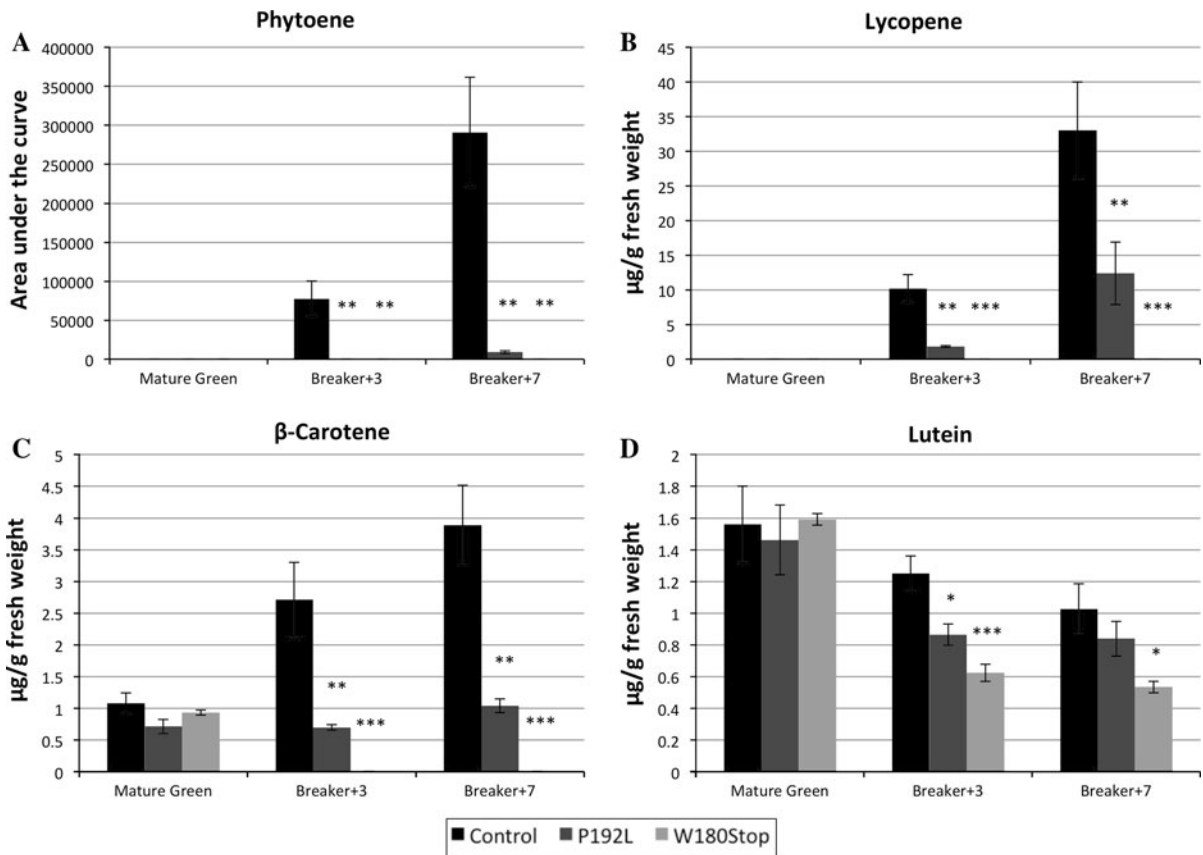 A
Phytoene
Area under the curve
400000
350000
300000
250000
200000
150000
100000
50000
0
** **
** **
Mature Green
Breaker+3
Breaker+7
B
Lycopene
µg/g fresh weight
45
40
35
30
25
20
15
10
5
0
** ***
**
***
Mature Green
Breaker+3
Breaker+7
C
β-Carotene
µg/g fresh weight
5
4.5
4
3.5
3
2.5
2
1.5
1
0.5
0
**
***
**
***
Mature Green
Breaker+3
Breaker+7
D
Lutein
µg/g fresh weight
2
1.8
1.6
1.4
1.2
1
0.8
0.6
0.4
0.2
0
*
***
*
Mature Green
Breaker+3
Breaker+7
Control P192L W180Stop